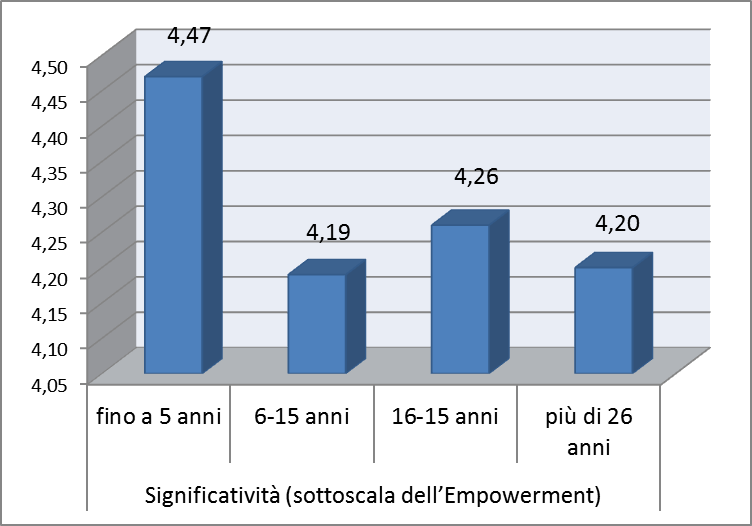 4,47
4,50
4,45
4,40
4,35
4,30
4,25
4,20
4,15
4,10
4,05
4,19
4,26
4,20
fino a 5 anni
6-15 anni
16-15 anni
più di 26
anni
Significatività (sottoscala dell’Empowerment)